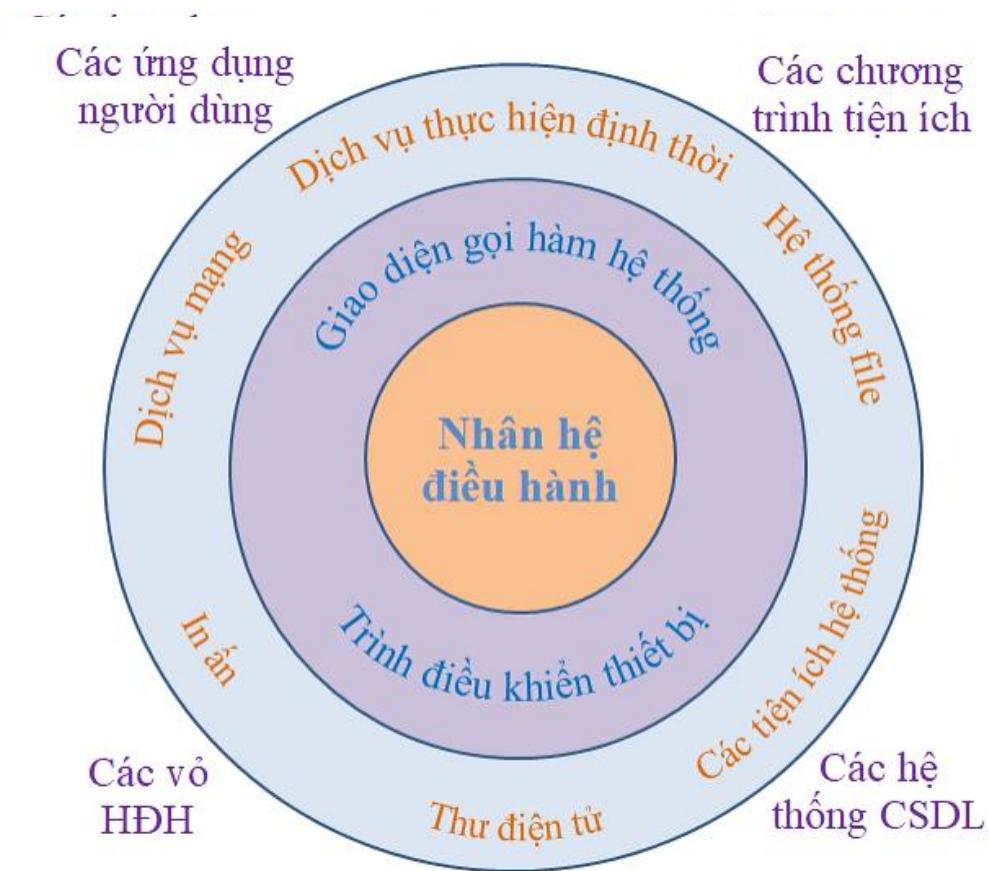 Các ứng dụng
người dùng
Các chương
trình tiện ích
Dịch vụ thực hiện định thời
Dịch vụ mạng
Hệ thống file
Giao diện gọi hàm hệ thống
Nhân hệ
điều hành
Trình điều khiển thiết bị
In ấn
Các tiện ích hệ thống
Thư điện tử
Các vỏ
HĐH
Các hệ
thống CSDL